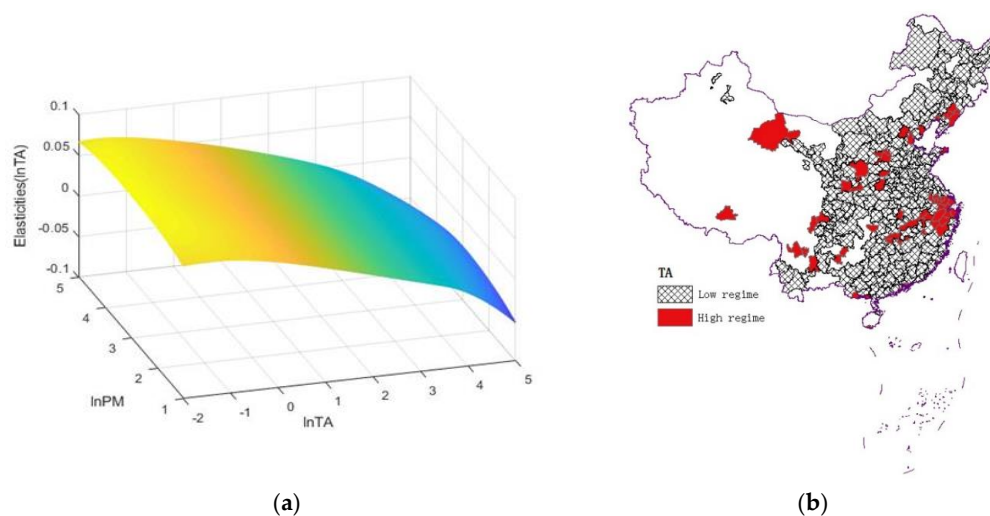 0.1
0.05
0
-0.05
-0.1
Elasticities(lnTA)
5
4
3
2
1
lnPM
-2
-1
0
1
2
3
4
5
lnTA
TA
Low regime
High regime
(a)
(b)